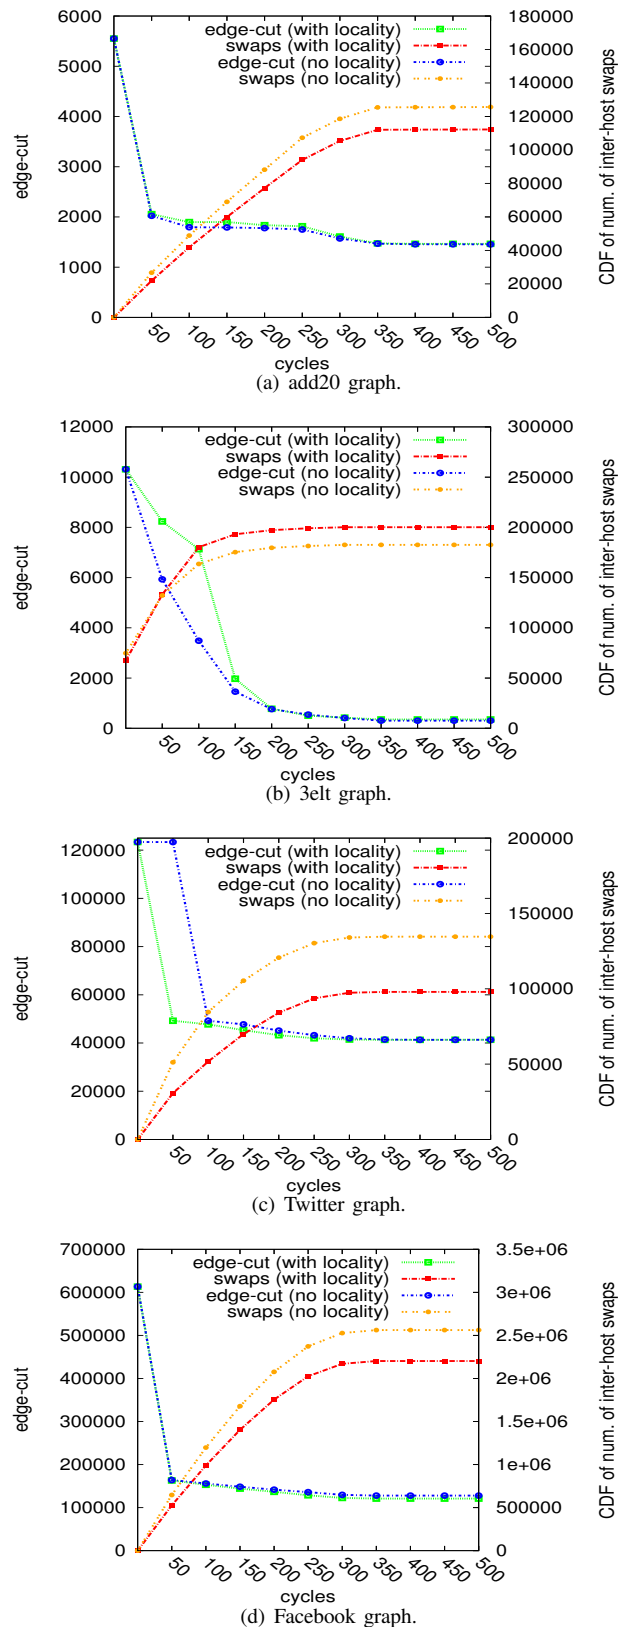 6000
5000
4000
3000
2000
1000
0
edge-cut
edge-cut (with locality)
swaps (with locality)
edge-cut (no locality)
swaps (no locality)
180000
160000
140000
120000
100000
80000
60000
40000
20000
0
CDF of num. of inter-host swaps
50 100 150 200 250 300 350 400 450 500
cycles
(a) add20 graph.
12000
10000
8000
6000
4000
2000
0
edge-cut
edge-cut (with locality)
swaps (with locality)
edge-cut (no locality)
swaps (no locality)
300000
250000
200000
150000
100000
50000
0
CDF of num. of inter-host swaps
50 100 150 200 250 300 350 400 450 500
cycles
(b) 3elt graph.
120000
100000
80000
60000
40000
20000
0
edge-cut
edge-cut (with locality)
swaps (with locality)
edge-cut (no locality)
swaps (no locality)
200000
150000
100000
50000
0
CDF of num. of inter-host swaps
50 100 150 200 250 300 350 400 450 500
cycles
(c) Twitter graph.
700000
600000
500000
400000
300000
200000
100000
0
edge-cut
edge-cut (with locality)
swaps (with locality)
edge-cut (no locality)
swaps (no locality)
3.5e+06
3e+06
2.5e+06
2e+06
1.5e+06
1e+06
500000
0
CDF of num. of inter-host swaps
50 100 150 200 250 300 350 400 450 500
cycles
(d) Facebook graph.